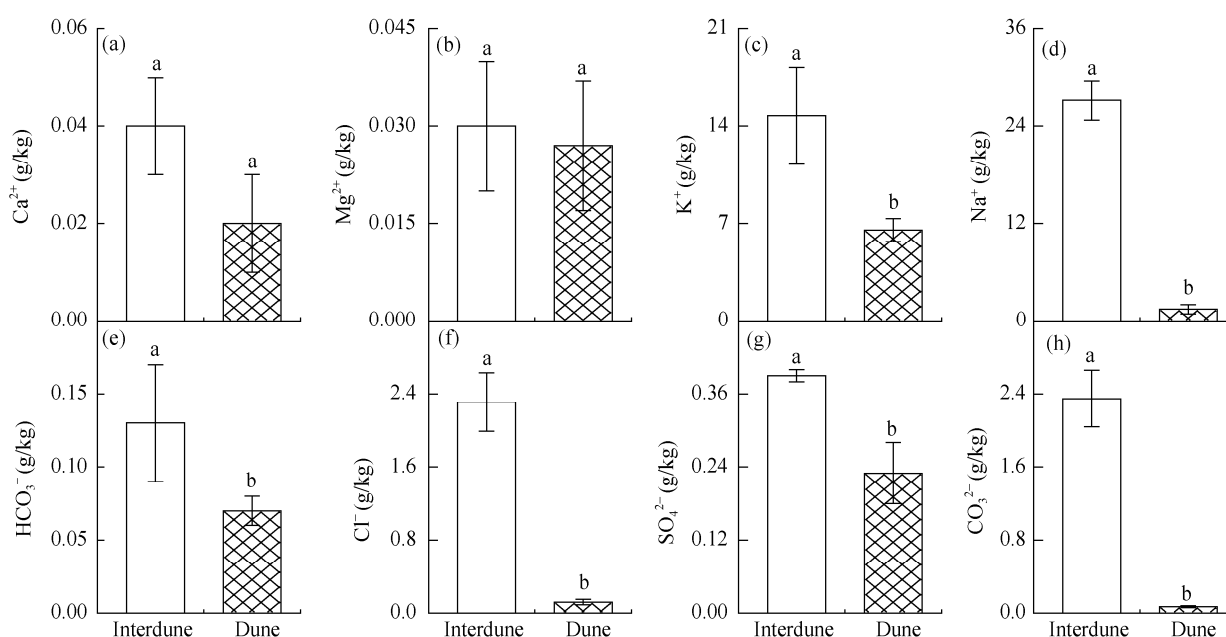 (a)
0.06
0.04
0.02
0.00
Ca²⁺ (g/kg)
a
a
(b)
0.045
0.030
0.015
0.000
Mg²⁺ (g/kg)
a
a
(c)
21
14
7
0
K⁺ (g/kg)
a
b
(d)
36
26
12
0
Na⁺ (g/kg)
a
b
(e)
0.15
0.10
0.05
0.00
HCO₃⁻ (g/kg)
a
b
Interdune Dune
(f)
2.4
1.6
0.8
0.0
Cl⁻ (g/kg)
a
b
Interdune Dune
(g)
0.36
0.24
0.12
0.00
SO₄²⁻ (g/kg)
a
b
Interdune Dune
(h)
2.4
1.6
0.8
0.0
CO₃²⁻ (g/kg)
a
b
Interdune Dune